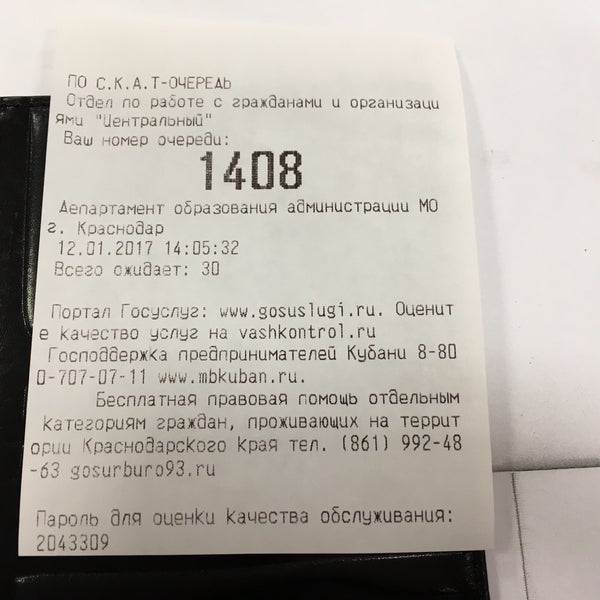 ПО С.К.А.Т-ОЧЕРЕДЬ
Отдел по работе с гражданами и организаци
ями "Центральный"
Ваш номер очереди:
1408
Департамент образования администрации МО
г. Краснодар
12.01.2017 14:05:32
Всего ожидает: 30
Портал Госуслуг: www.gosuslugi.ru. Оценит
е качество услуг на vashkontrol.ru
Господдержка предпринимателей Кубани 8-80
0-707-07-11 www.mbkuban.ru.
Бесплатная правовая помощь отдельным
категориям граждан, проживающих на террит
ории Краснодарского края тел. (861) 992-48
-63 gosurburo93.ru
Пароль для оценки качества обслуживания:
2043309